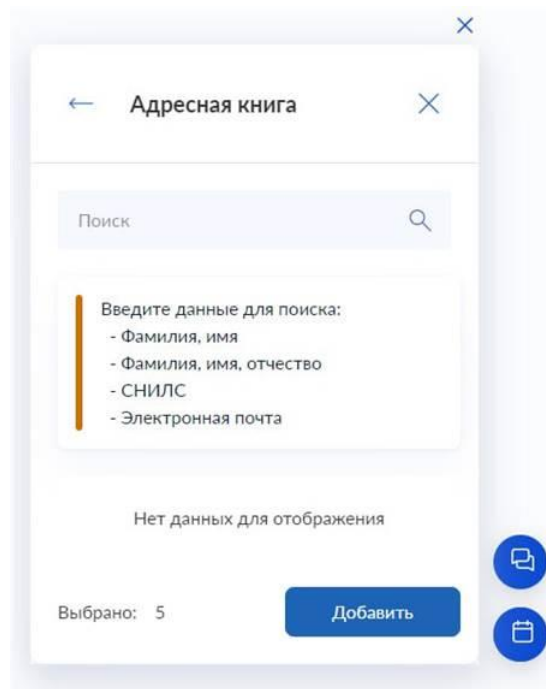 Адресная книга
Поиск
Введите данные для поиска:
- Фамилия, имя
- Фамилия, имя, отчество
- СНИЛС
- Электронная почта
Нет данных для отображения
Выбрано: 5
Добавить